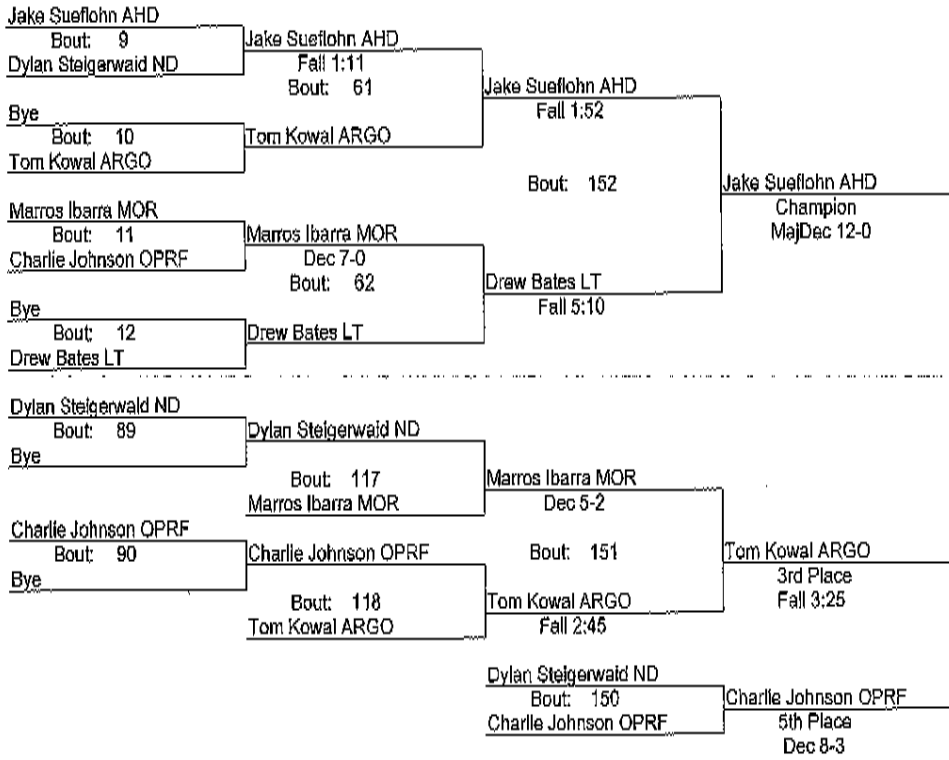 Jake Sueflohn AHD
Bout: 9
Dylan Steigerwald ND
Jake Sueflohn AHD
Fall 1:11
Bout: 61
Bye
Bout: 10
Tom Kowal ARGO
Tom Kowal ARGO
Jake Sueflohn AHD
Fall 1:52
Bout: 152
Marros Ibarra MOR
Bout: 11
Charlie Johnson OPRF
Marros Ibarra MOR
Dec 7-0
Bout: 62
Bye
Bout: 12
Drew Bates LT
Drew Bates LT
Drew Bates LT
Fall 5:10
Jake Sueflohn AHD
Champion
MajDec 12-0
Dylan Steigerwald ND
Bout: 89
Bye
Dylan Steigerwald ND
Bout: 117
Marros Ibarra MOR
Marros Ibarra MOR
Dec 5-2
Bout: 151
Charlie Johnson OPRF
Bout: 90
Bye
Charlie Johnson OPRF
Bout: 118
Tom Kowal ARGO
Tom Kowal ARGO
Fall 2:45
Tom Kowal ARGO
3rd Place
Fall 3:25
Dylan Steigerwald ND
Bout: 150
Charlie Johnson OPRF
Charlie Johnson OPRF
5th Place
Dec 8-3